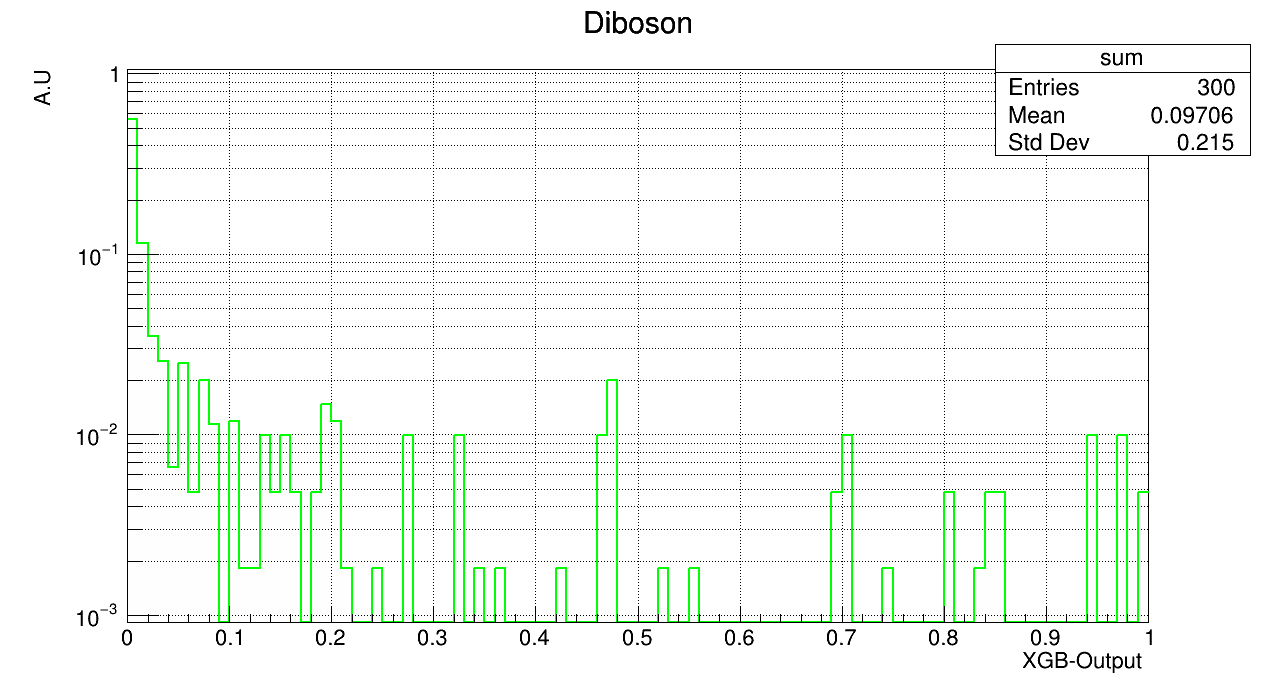 Diboson
sum
Entries 300
Mean 0.09706
Std Dev 0.215
A.U
1
10⁻¹
10⁻²
10⁻³
0 0.1 0.2 0.3 0.4 0.5 0.6 0.7 0.8 0.9 1
XGB-Output